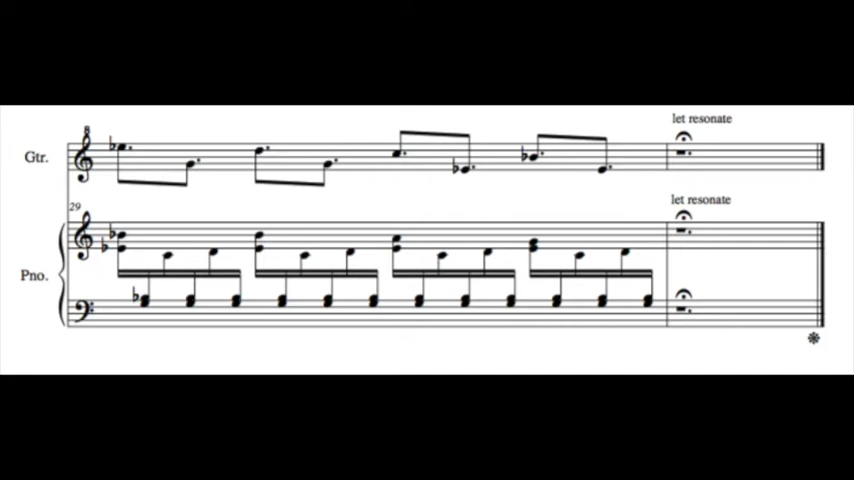 let resonate
8
Gtr.
29
let resonate
Pno.